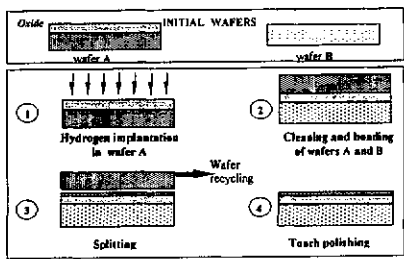 Oxide INITIAL WAFERS
wafer A wafer B
1
Hydrogen implantation
in wafer A
2
Cleaning and bonding
of wafers A and B
Wafer
recycling
3
Splitting
4
Touch polishing